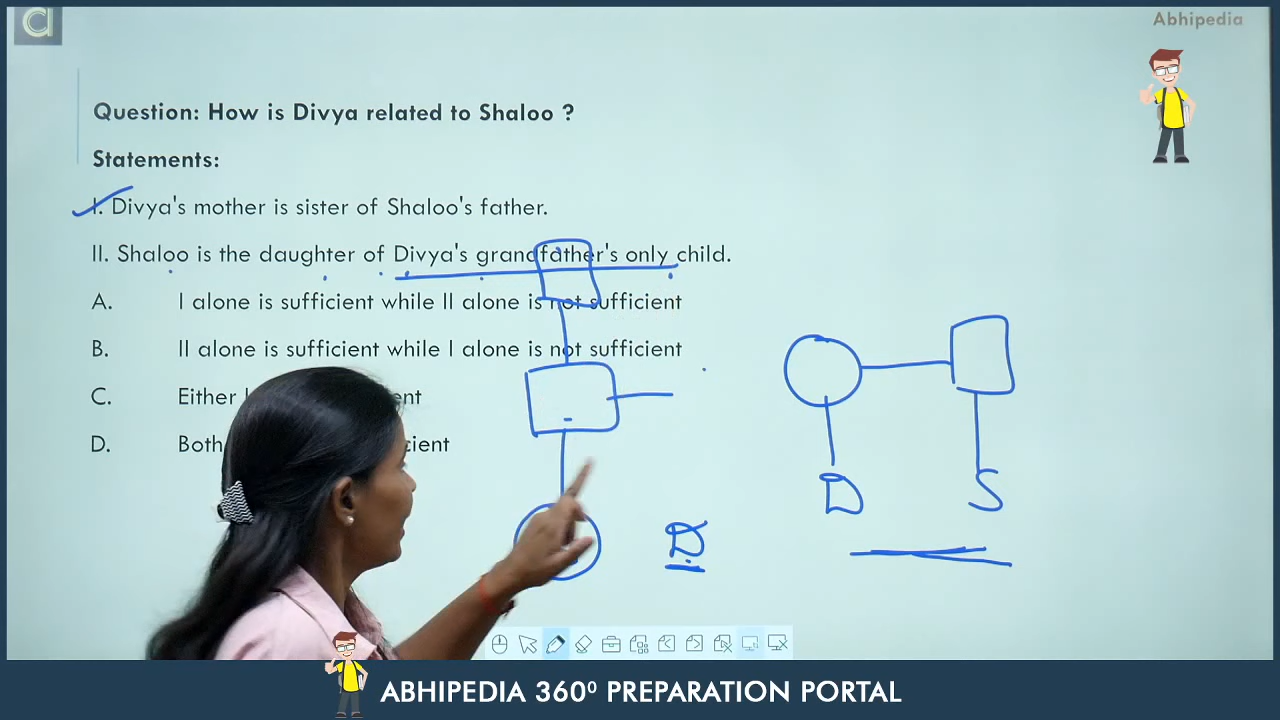 a
Abhipedia
Question: How is Divya related to Shaloo ?
Statements:
I. Divya's mother is sister of Shaloo's father.
II. Shaloo is the daughter of Divya's grandfather's only child.
A. I alone is sufficient while II alone is not sufficient
B. II alone is sufficient while I alone is not sufficient
C. Either
D. Both
D S
D
ABHIPEDIA 360⁰ PREPARATION PORTAL